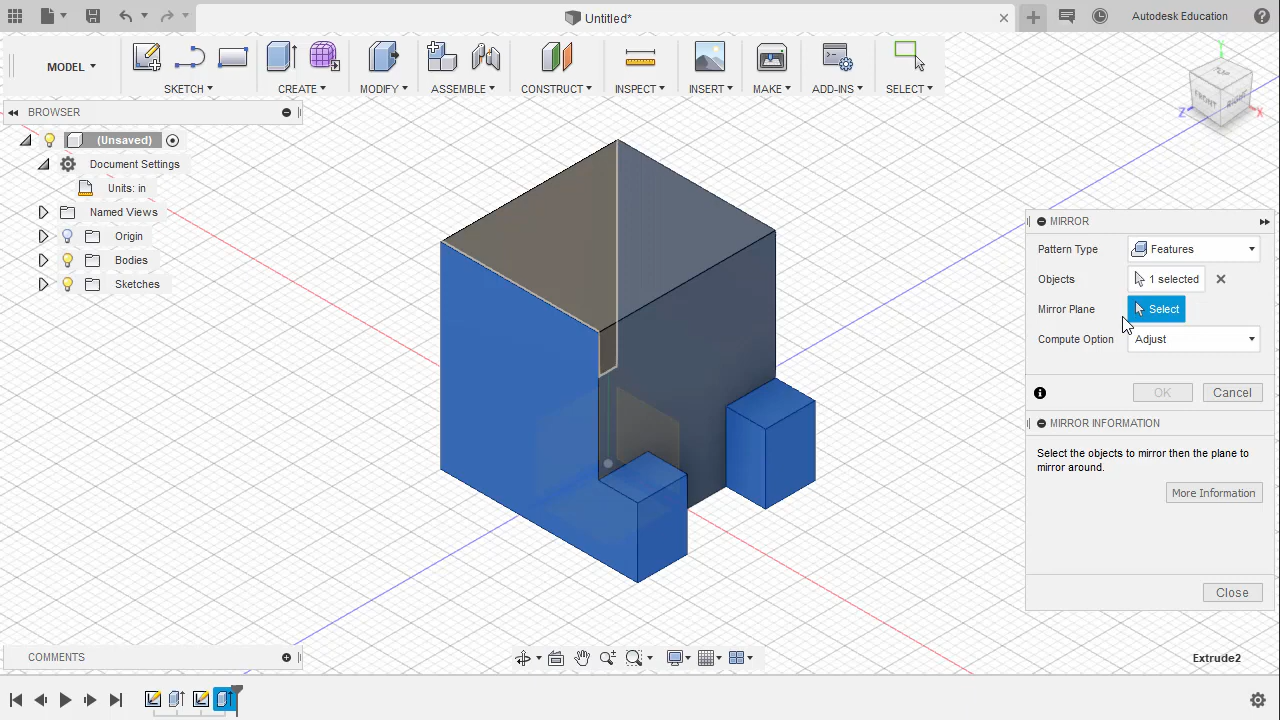 Untitled*
Autodesk Education
MODEL
SKETCH
CREATE
MODIFY
ASSEMBLE
CONSTRUCT
INSPECT
INSERT
MAKE
ADD-INS
SELECT
BROWSER
(Unsaved)
Document Settings
Units: in
Named Views
Origin
Bodies
Sketches
Y
TOP
FRONT
RIGHT
Z
X
MIRROR
Pattern Type
Features
Objects
1 selected
Mirror Plane
Select
Compute Option
Adjust
OK
Cancel
MIRROR INFORMATION
Select the objects to mirror then the plane to
mirror around.
More Information
Close
COMMENTS
Extrude2